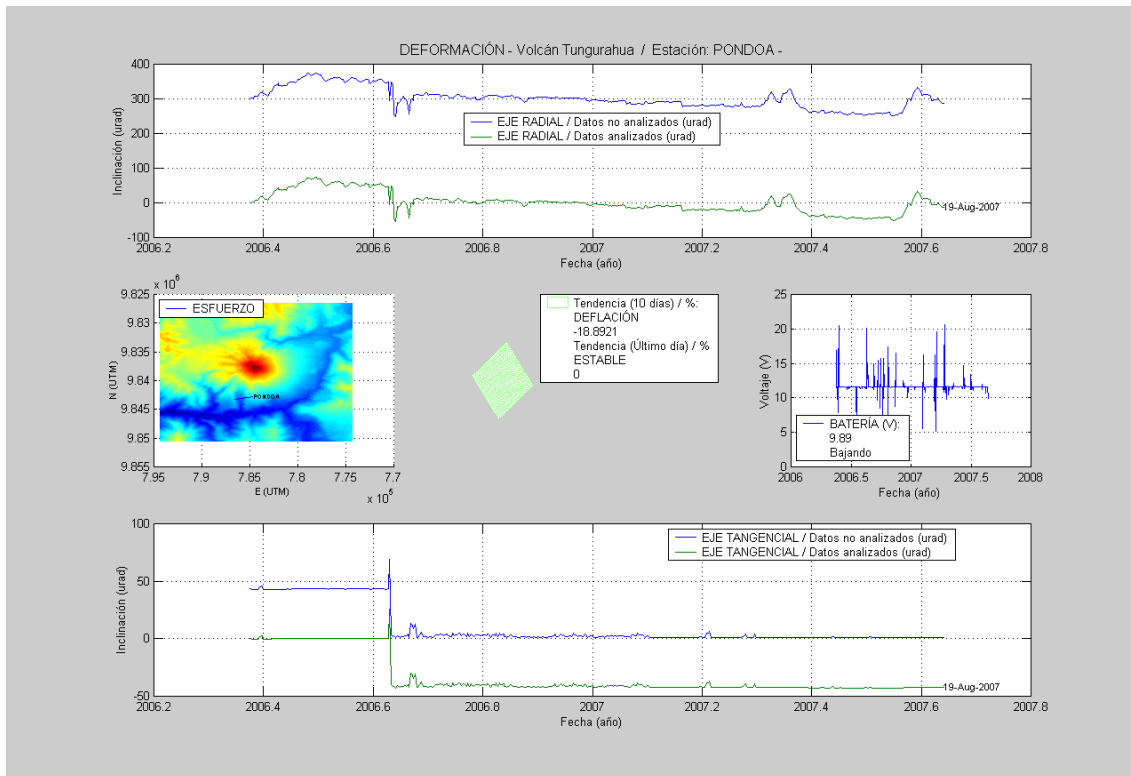 DEFORMACIÓN - Volcán Tungurahua / Estación: PONDOA -
400
300
200
100
0
-100
Inclinación (urad)
EJE RADIAL / Datos no analizados (urad)
EJE RADIAL / Datos analizados (urad)
19-Aug-2007
2006.2 2006.4 2006.6 2006.8 2007 2007.2 2007.4 2007.6 2007.8
Fecha (año)
x 10^6
9.825
9.83
9.835
9.84
9.845
9.85
9.855
N (UTM)
ESFUERZO
PONDOA
7.95 7.9 7.85 7.8 7.75 7.7
E (UTM)
x 10^5
Tendencia (10 días) / %:
DEFLACIÓN
-18.8921
Tendencia (Último día) / %
ESTABLE
0
25
20
15
10
5
0
Voltaje (V)
BATERÍA (V):
9.89
Bajando
2006 2006.5 2007 2007.5 2008
Fecha (año)
100
50
0
-50
Inclinación (urad)
EJE TANGENCIAL / Datos no analizados (urad)
EJE TANGENCIAL / Datos analizados (urad)
19-Aug-2007
2006.2 2006.4 2006.6 2006.8 2007 2007.2 2007.4 2007.6 2007.8
Fecha (año)